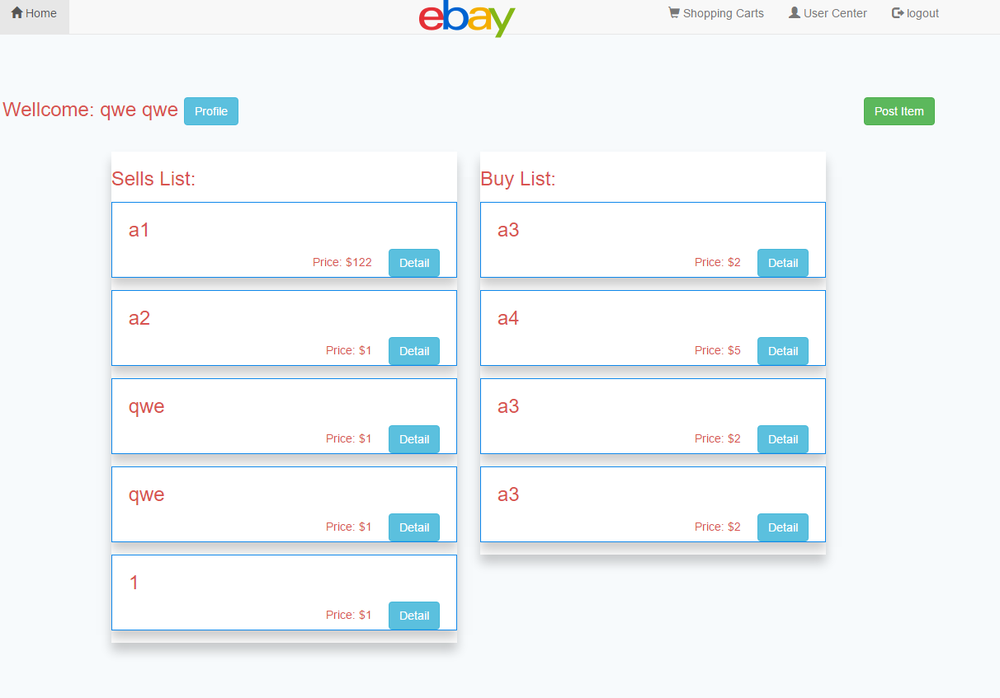 Home
ebay
Shopping Carts
User Center
logout
Wellcome: qwe qwe
Profile
Post Item
Sells List:
a1
Price: $122
Detail
a2
Price: $1
Detail
qwe
Price: $1
Detail
qwe
Price: $1
Detail
1
Price: $1
Detail
Buy List:
a3
Price: $2
Detail
a4
Price: $5
Detail
a3
Price: $2
Detail
a3
Price: $2
Detail